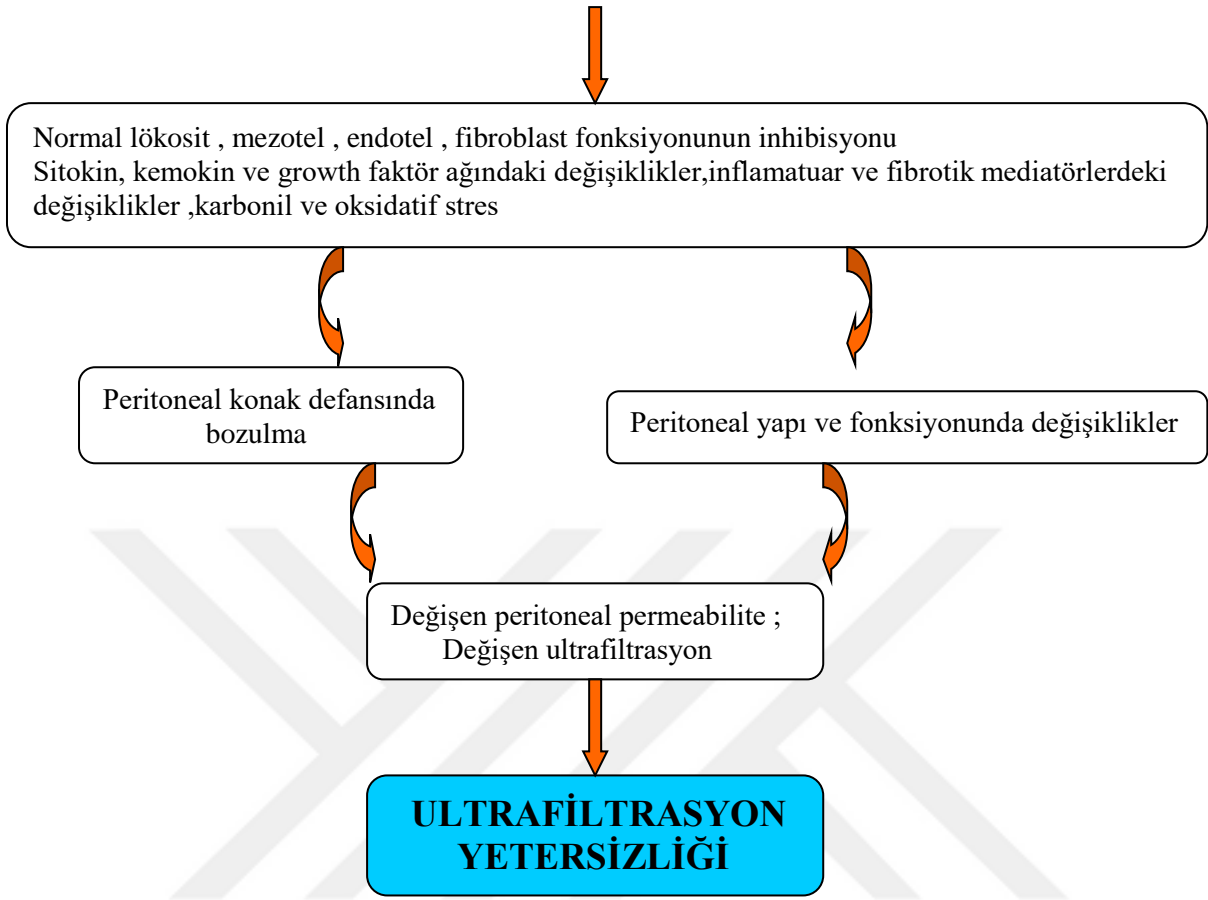 Normal lökosit , mezotel , endotel , fibroblast fonksiyonunun inhibisyonu
Sitokin, kemokin ve growth faktör ağındaki değişiklikler,inflamatuar ve fibrotik mediatörlerdeki
değişiklikler ,karbonil ve oksidatif stres
Peritoneal konak defansında
bozulma
Peritoneal yapı ve fonksiyonunda değişiklikler
Değişen peritoneal permeabilite ;
Değişen ultrafiltrasyon
ULTRAFİLTRASYON
YETERSİZLİĞİ